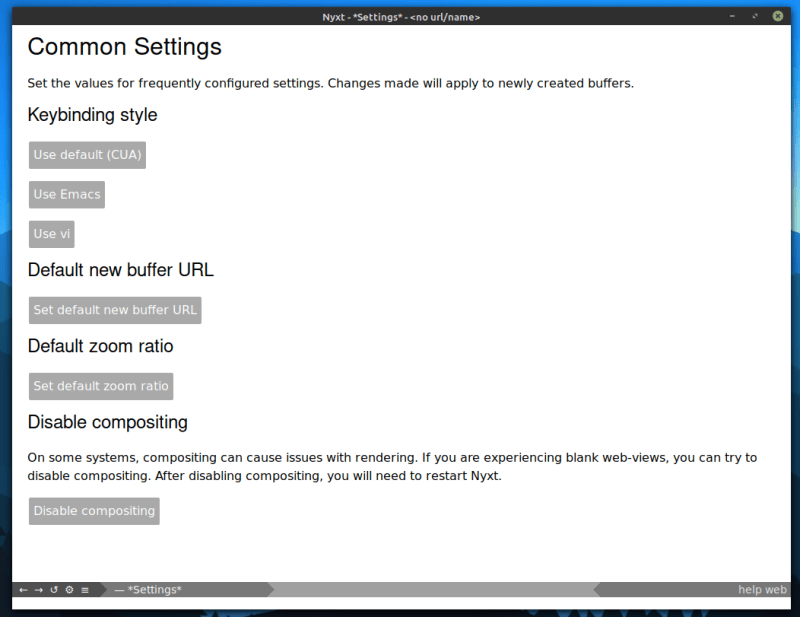 Nyxt - *Settings* - <no url/name>
Common Settings
Set the values for frequently configured settings. Changes made will apply to newly created buffers.
Keybinding style
Use default (CUA)
Use Emacs
Use vi
Default new buffer URL
Set default new buffer URL
Default zoom ratio
Set default zoom ratio
Disable compositing
On some systems, compositing can cause issues with rendering. If you are experiencing blank web-views, you can try to
disable compositing. After disabling compositing, you will need to restart Nyxt.
Disable compositing
— *Settings* help web